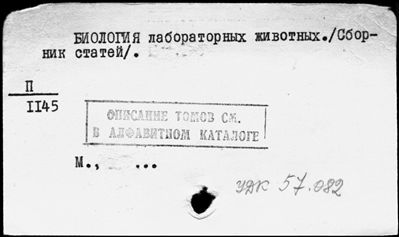 БИОЛОГИЯ лабораторных животных./Сбор-
ник статей/.
П
II45
ОПИСАНИЕ ТОМОВ СМ.
В АЛФАВИТНОМ КАТАЛОГЕ
М., ...
УДК 57.082